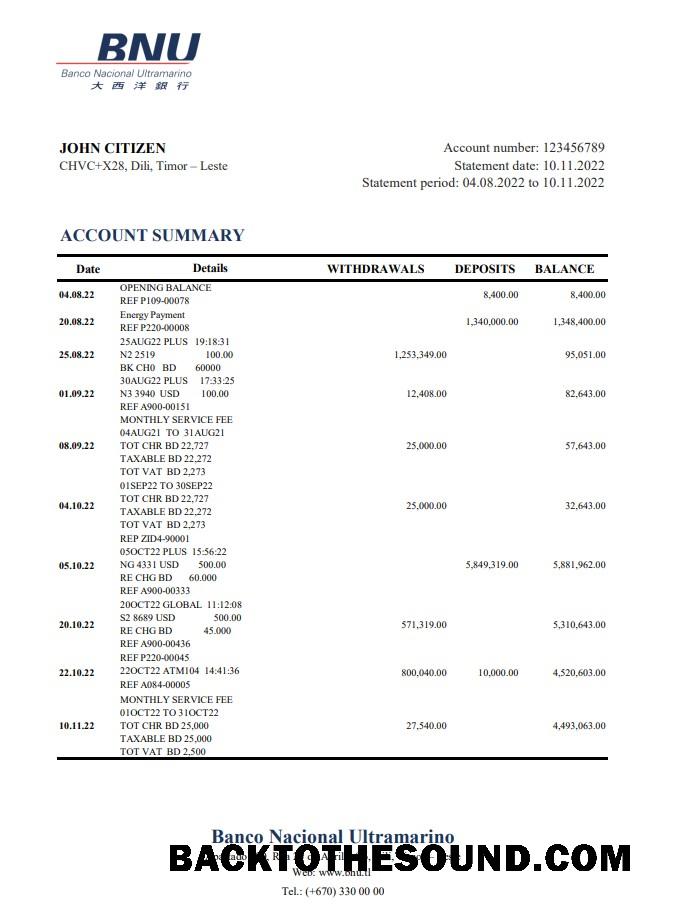 BNU
Banco Nacional Ultramarino
大西洋銀行
JOHN CITIZEN
CHVC+X28, Dili, Timor – Leste
Account number: 123456789
Statement date: 10.11.2022
Statement period: 04.08.2022 to 10.11.2022
ACCOUNT SUMMARY
Date Details WITHDRAWALS DEPOSITS BALANCE
OPENING BALANCE
04.08.22 8,400.00 8,400.00
REF P109-00078
Energy Payment
20.08.22 1,340,000.00 1,348,400.00
REF P220-00008
25AUG22 PLUS 19:18:31
25.08.22 N2 2519 100.00 1,253,349.00 95,051.00
BK CH0 BD 60000
30AUG22 PLUS 17:33:25
01.09.22 N3 3940 USD 100.00 12,408.00 82,643.00
REF A900-00151
MONTHLY SERVICE FEE
04AUG21 TO 31AUG21
08.09.22 TOT CHR BD 22,727 25,000.00 57,643.00
TAXABLE BD 22,272
TOT VAT BD 2,273
01SEP22 TO 30SEP22
TOT CHR BD 22,727
04.10.22 25,000.00 32,643.00
TAXABLE BD 22,272
TOT VAT BD 2,273
REP ZID4-90001
05OCT22 PLUS 15:56:22
05.10.22 NG 4331 USD 500.00 5,849,319.00 5,881,962.00
RE CHG BD 60.000
REF A900-00333
20OCT22 GLOBAL 11:12:08
S2 8689 USD 500.00
20.10.22 571,319.00 5,310,643.00
RE CHG BD 45.000
REF A900-00436
REF P220-00045
22.10.22 22OCT22 ATM104 14:41:36 800,040.00 10,000.00 4,520,603.00
REF A084-00005
MONTHLY SERVICE FEE
01OCT22 TO 31OCT22
10.11.22 TOT CHR BD 25,000 27,540.00 4,493,063.00
TAXABLE BD 25,000
TOT VAT BD 2,500
Banco Nacional Ultramarino
BACKTOTHESOUND.COM
Web: www.bnu.tl
Tel.: (+670) 330 00 00